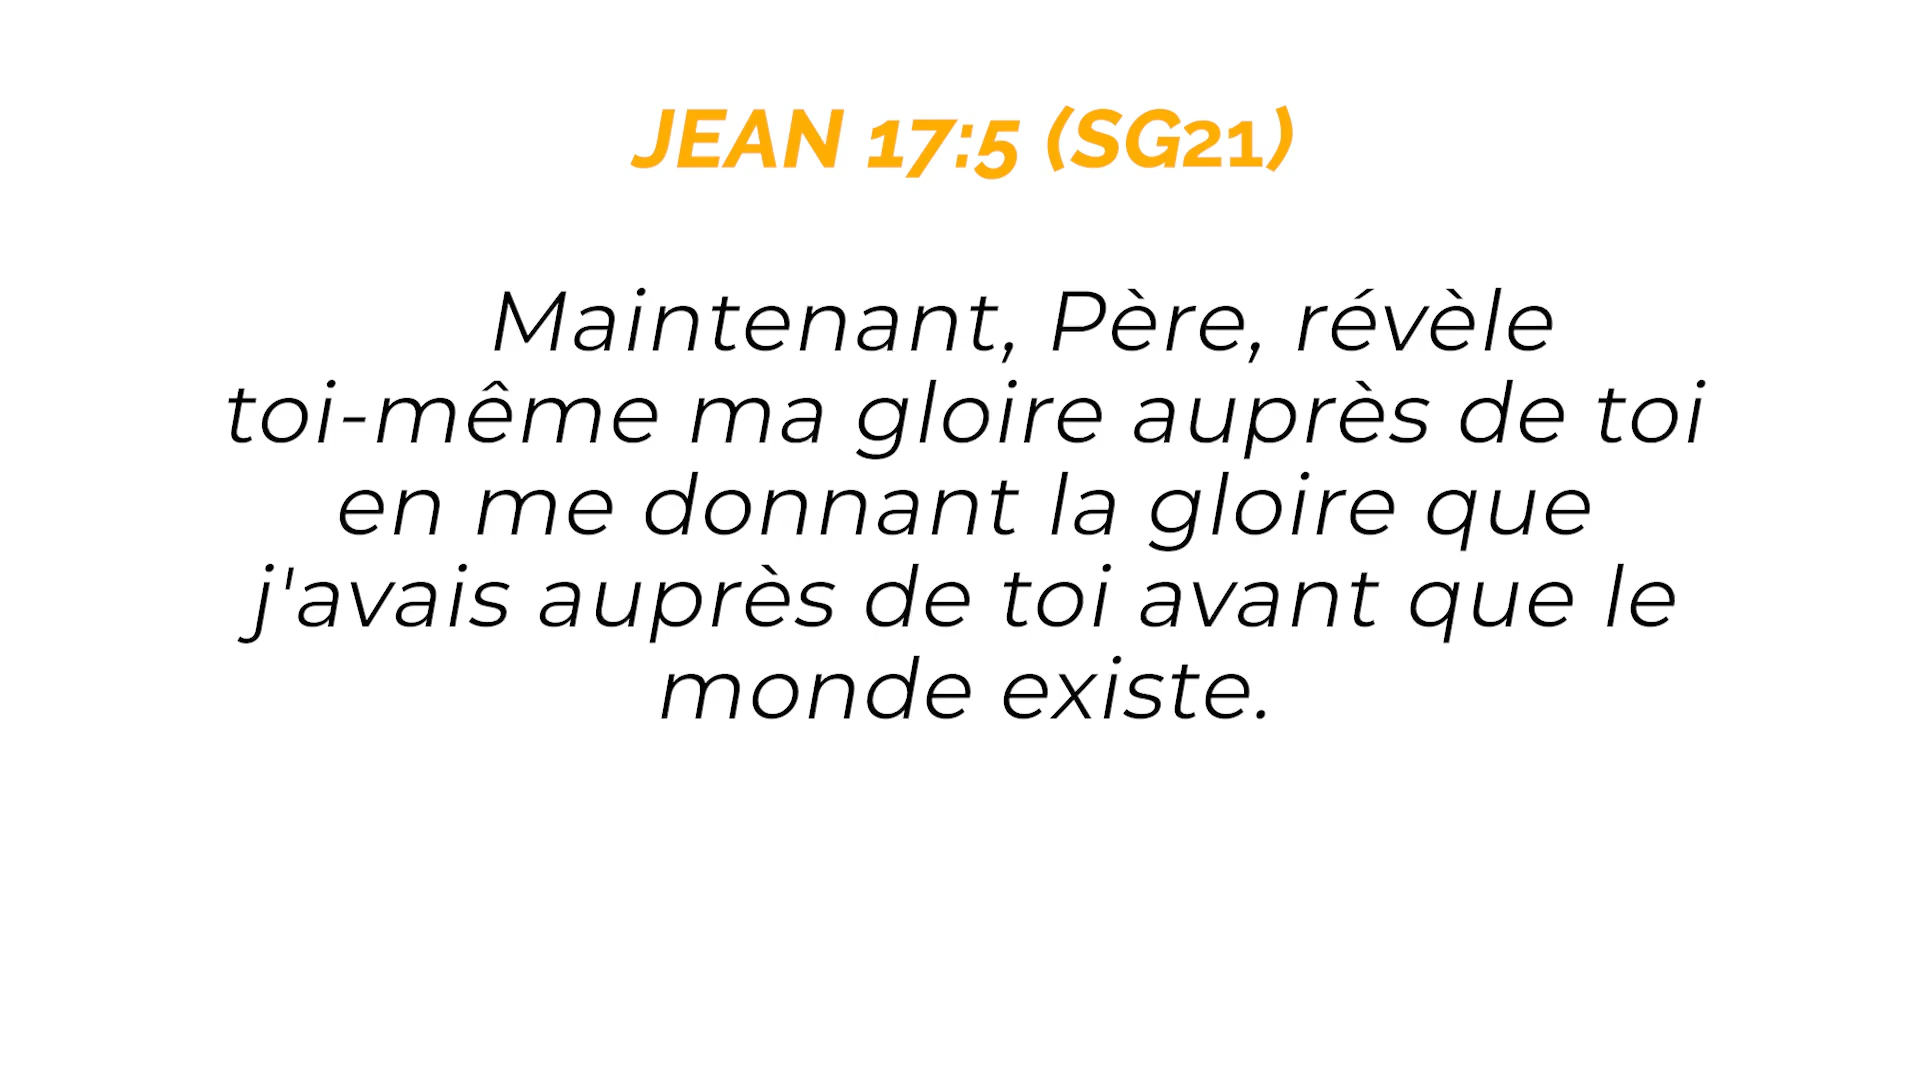 JEAN 17:5 (SG21)
Maintenant, Père, révèle
toi-même ma gloire auprès de toi
en me donnant la gloire que
j'avais auprès de toi avant que le
monde existe.